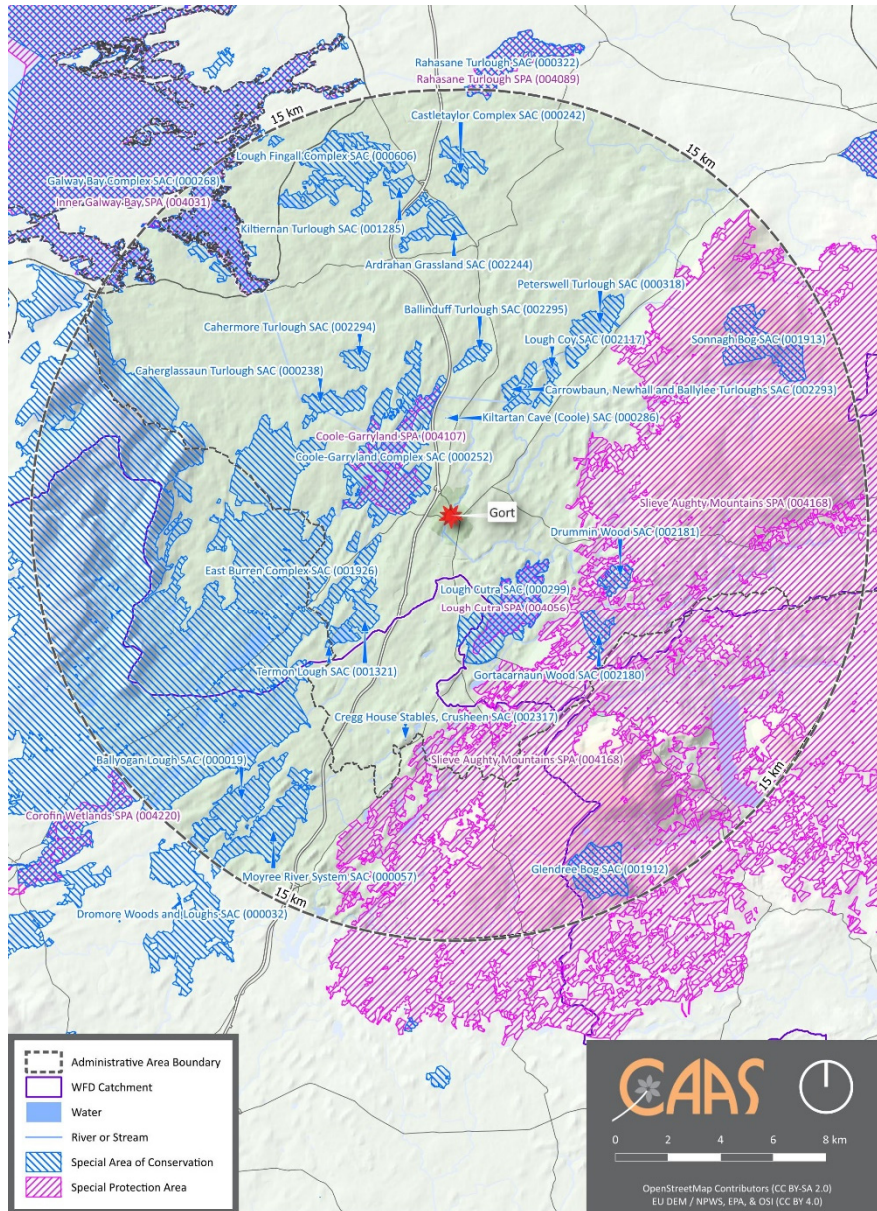 Rahasane Turlough SAC (000322)
Rahasane Turlough SPA (004089)
15 km
Castletaylor Complex SAC (000242)
15 km
Lough Fingall Complex SAC (000606)
Galway Bay Complex SAC (000268)
Inner Galway Bay SPA (004031)
Kiltiernan Turlough SAC (001285)
Ardrahan Grassland SAC (002244)
Peterswell Turlough SAC (000318)
Ballinduff Turlough SAC (002295)
Cahermore Turlough SAC (002294)
Lough Coy SAC (002117)
Sonnagh Bog SAC (001913)
Caherglassaun Turlough SAC (000238)
Carrowbaun, Newhall and Ballylee Turloughs SAC (002293)
Kiltartan Cave (Coole) SAC (000286)
Coole-Garryland SPA (004107)
Coole-Garryland Complex SAC (000252)
Slieve Aughty Mountains SPA (004168)
Gort
Drummin Wood SAC (002181)
East Burren Complex SAC (001926)
Lough Cutra SAC (000299)
Lough Cutra SPA (004056)
Termon Lough SAC (001321)
Gortacarnaun Wood SAC (002180)
Cregg House Stables, Crusheen SAC (002317)
Ballyogan Lough SAC (000019)
Slieve Aughty Mountains SPA (004168)
15 km
Corofin Wetlands SPA (004220)
Glendree Bog SAC (001912)
Moyree River System SAC (000057)
15 km
Dromore Woods and Loughs SAC (000032)
Administrative Area Boundary
WFD Catchment
Water
River or Stream
Special Area of Conservation
Special Protection Area
CAAS
0 2 4 6 8 km
OpenStreetMap Contributors (CC BY-SA 2.0)
EU DEM / NPWS, EPA, & OSI (CC BY 4.0)